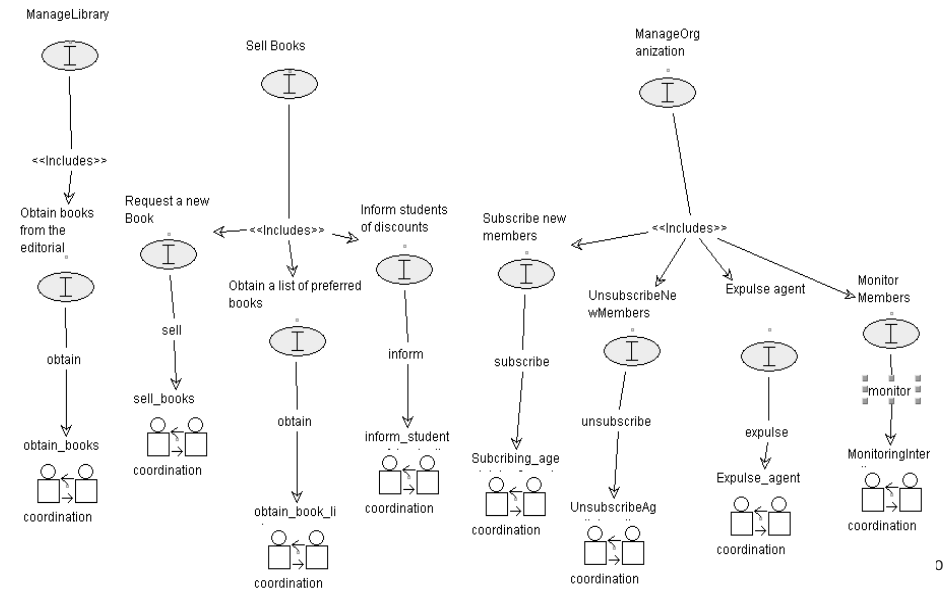 ManageLibrary
Sell Books
ManageOrg
anization
<<Includes>>
Obtain books
from the
editorial
Request a new
Book
<<Includes>>
Inform students
of discounts
Obtain a list of preferred
books
Subscribe new
members
<<Includes>>
UnsubscribeNe
wMembers
Expulse agent
Monitor
Members
obtain
sell
obtain
inform
subscribe
unsubscribe
expulse
monitor
obtain_books
coordination
sell_books
coordination
obtain_book_li
coordination
inform_student
coordination
Subcribing_age
coordination
UnsubscribeAg
coordination
Expulse_agent
coordination
MonitoringInter
coordination